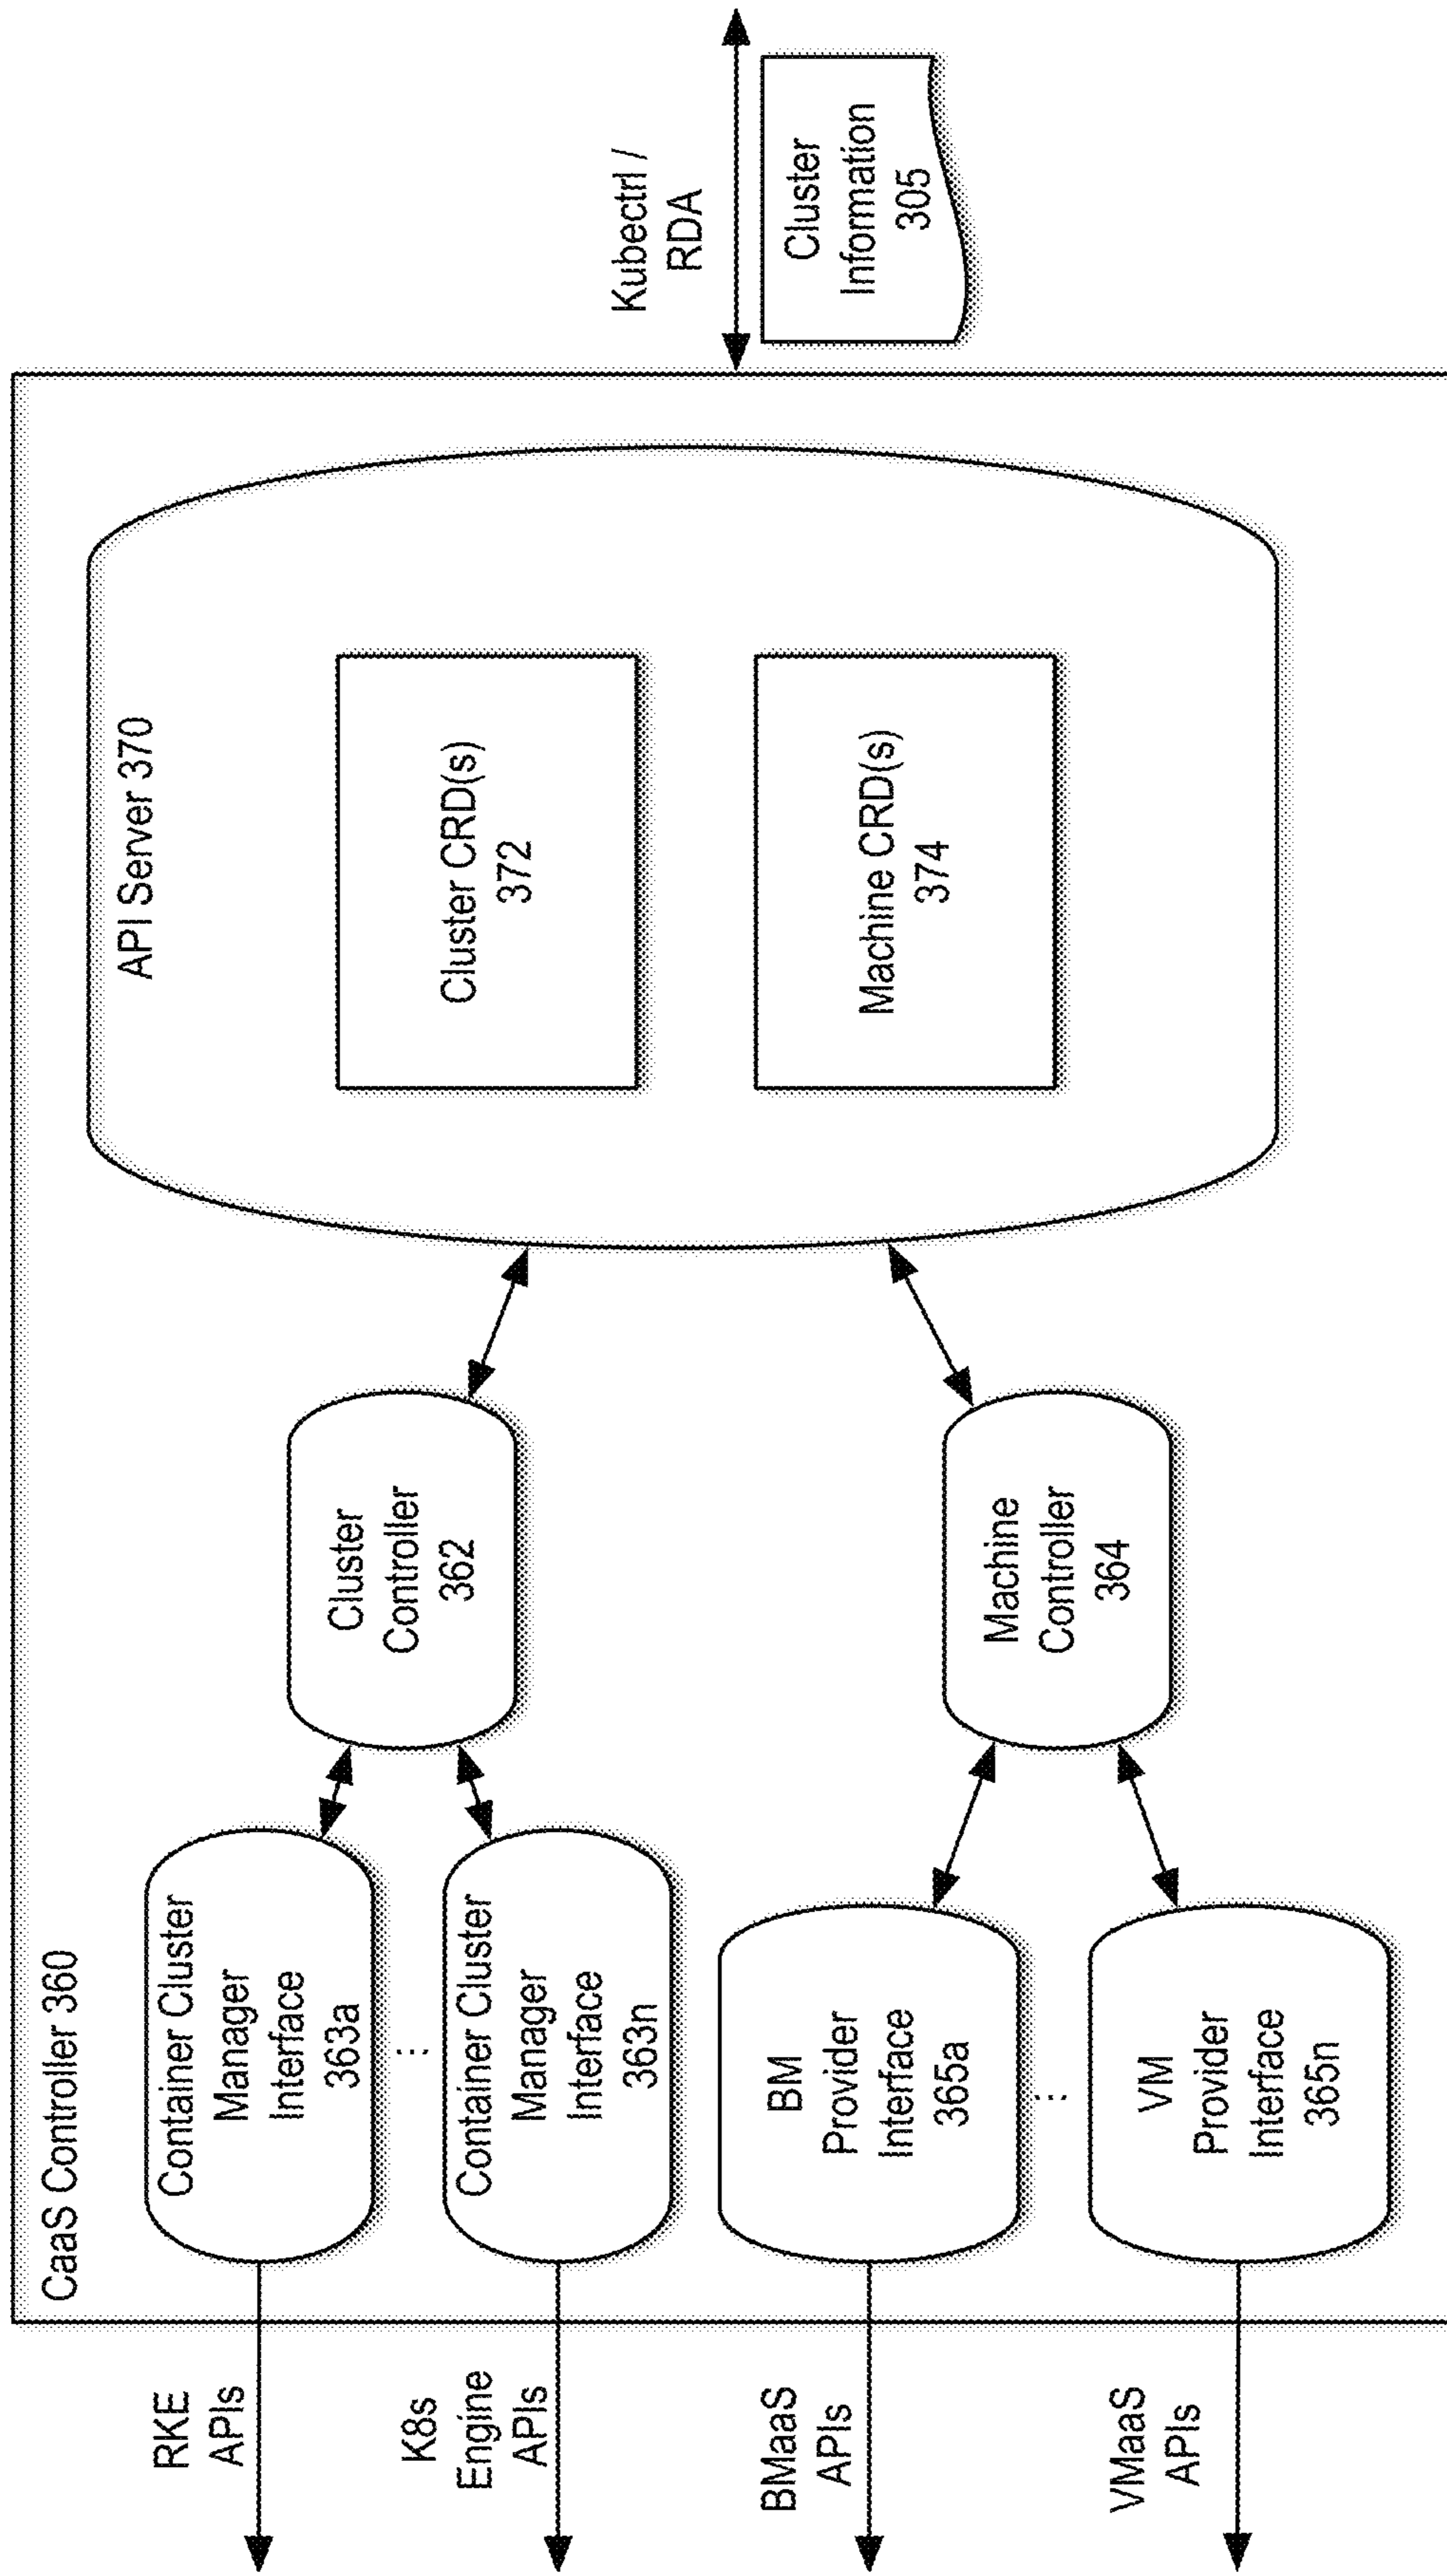 CaaS Controller 360
RKE
APIs
Container Cluster
Manager
Interface
363a
...
K8s
Engine
APIs
Container Cluster
Manager
Interface
363n
Cluster
Controller
362
BMaaS
APIs
BM
Provider
Interface
365a
...
VMaaS
APIs
VM
Provider
Interface
365n
Machine
Controller
364
API Server 370
Cluster CRD(s)
372
Machine CRD(s)
374
Kubectrl /
RDA
Cluster
Information
305